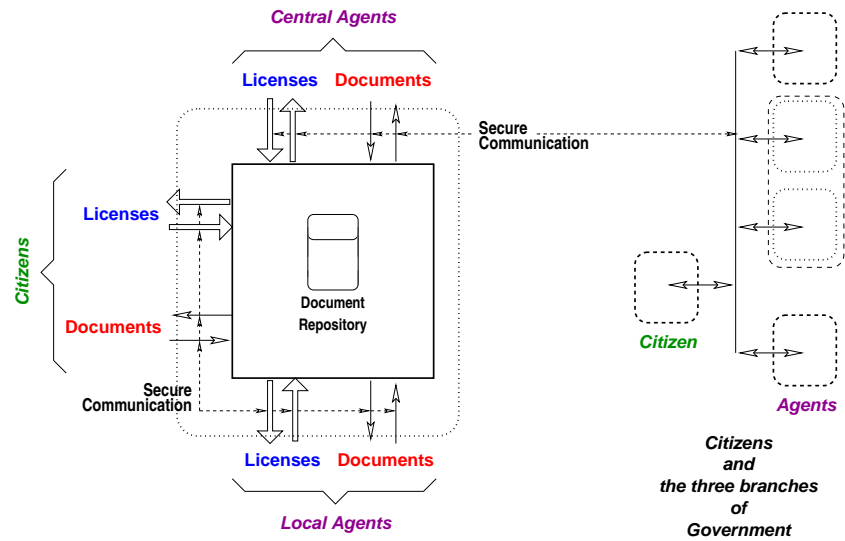 Central Agents
Licenses Documents
Secure
Communication
Citizens
Licenses
Documents
Document
Repository
Secure
Communication
Licenses Documents
Local Agents
Citizen
Agents
Citizens
and
the three branches
of
Government